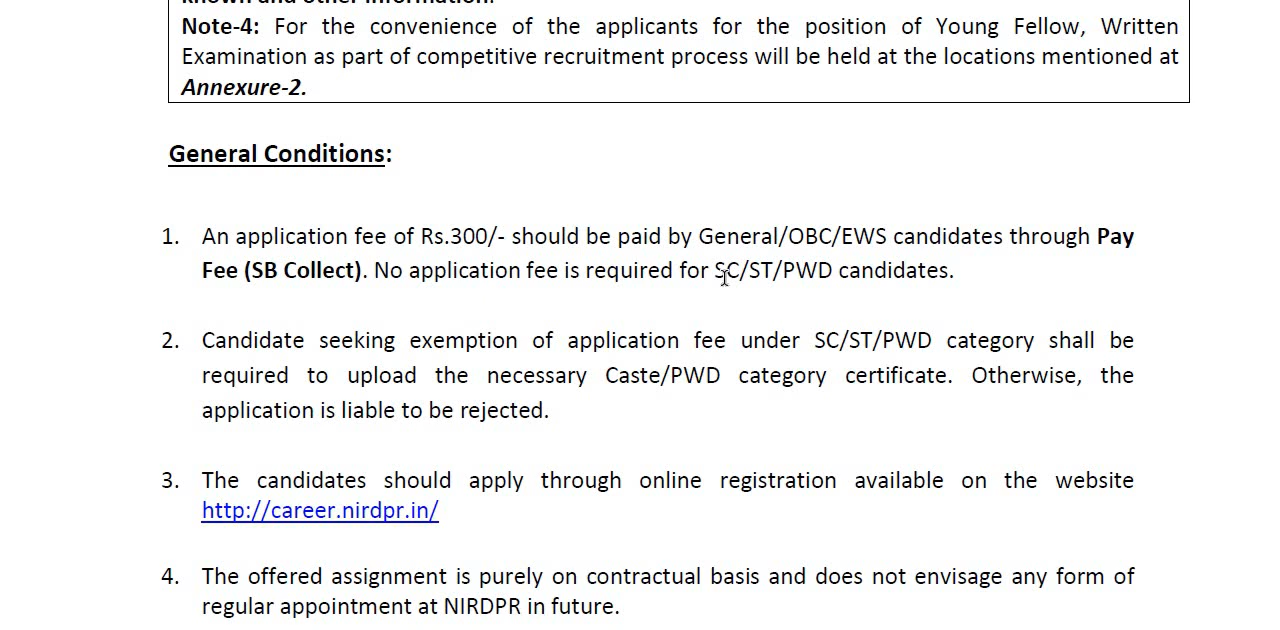 known and other information.
Note-4: For the convenience of the applicants for the position of Young Fellow, Written
Examination as part of competitive recruitment process will be held at the locations mentioned at
Annexure-2.
General Conditions:
1. An application fee of Rs.300/- should be paid by General/OBC/EWS candidates through Pay
Fee (SB Collect). No application fee is required for SC/ST/PWD candidates.
2. Candidate seeking exemption of application fee under SC/ST/PWD category shall be
required to upload the necessary Caste/PWD category certificate. Otherwise, the
application is liable to be rejected.
3. The candidates should apply through online registration available on the website
http://career.nirdpr.in/
4. The offered assignment is purely on contractual basis and does not envisage any form of
regular appointment at NIRDPR in future.